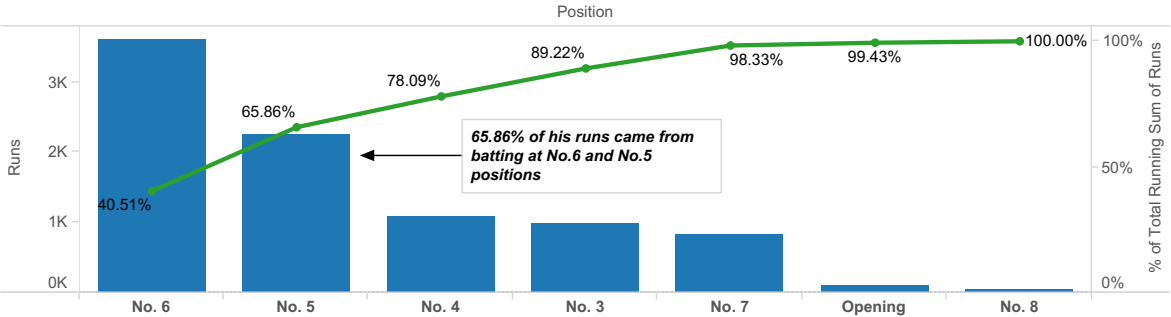 Position
Runs
3K
2K
1K
0K
40.51%
65.86%
78.09%
89.22%
98.33%
99.43%
100.00%
65.86% of his runs came from
batting at No.6 and No.5
positions
100%
50%
0%
% of Total Running Sum of Runs
No. 6
No. 5
No. 4
No. 3
No. 7
Opening
No. 8